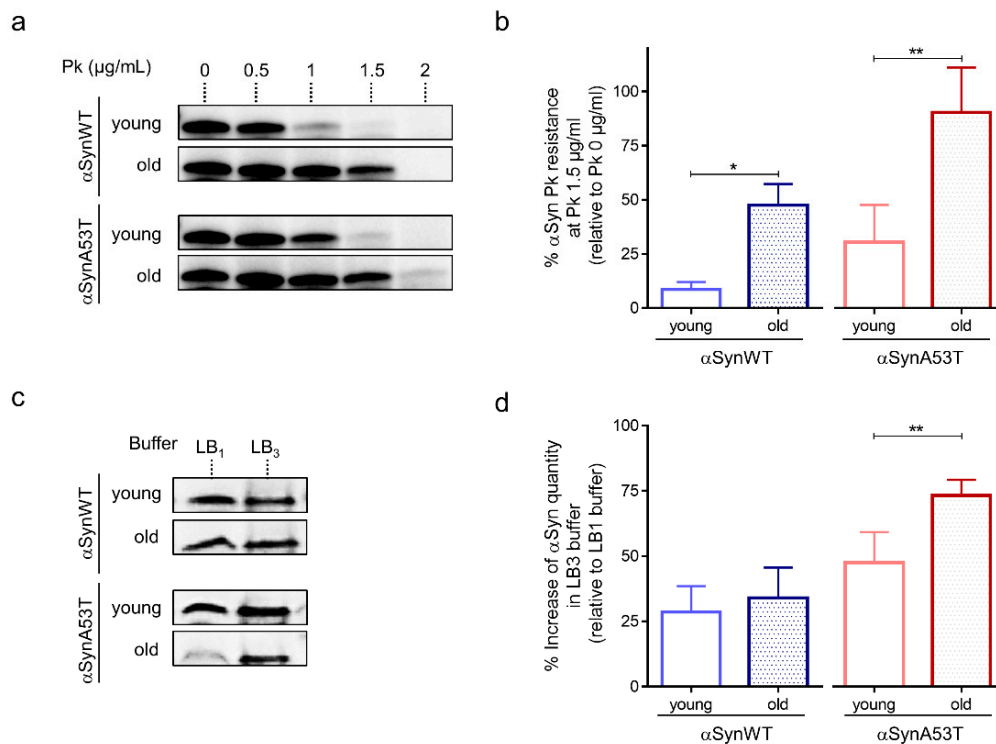 a
Pk (µg/mL)
0 0.5 1 1.5 2
αSynWT
young
old
αSynA53T
young
old
b
% αSyn Pk resistance
at Pk 1.5 µg/ml
(relative to Pk 0 µg/ml)
100
75
50
25
0
*
**
young old young old
αSynWT αSynA53T
c
Buffer LB₁ LB₃
αSynWT
young
old
αSynA53T
young
old
d
% Increase of αSyn quantity
in LB3 buffer
(relative to LB1 buffer)
100
75
50
25
0
**
young old young old
αSynWT αSynA53T